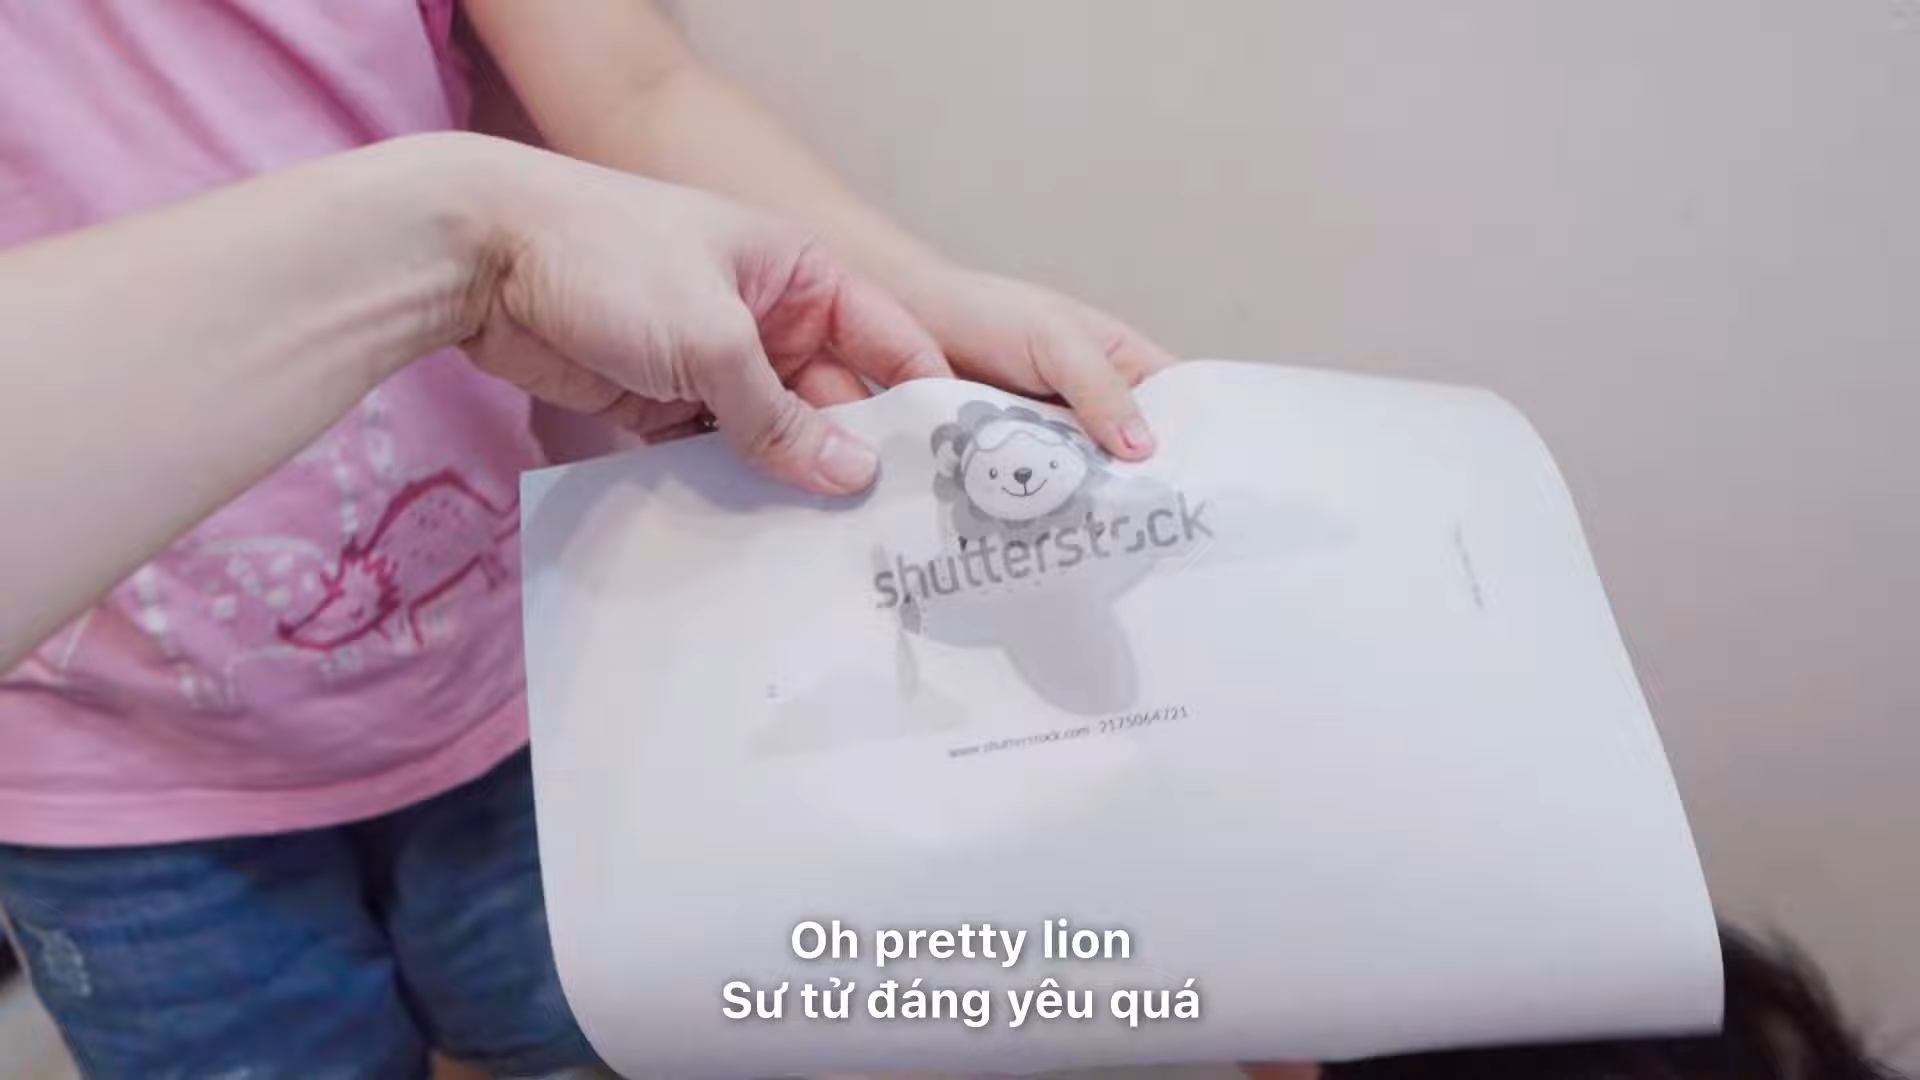 shutterstock
www.shutterstock.com · 2175064721
Oh pretty lion
Sư tử đáng yêu quá